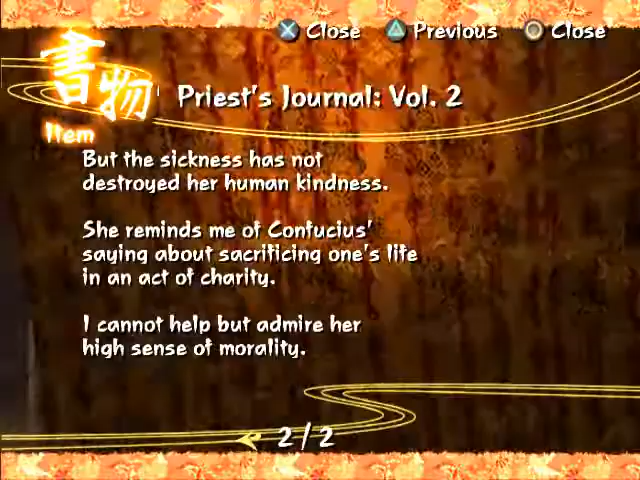 Close Previous Close
書物
Item
Priest's Journal: Vol. 2
But the sickness has not
destroyed her human kindness.
She reminds me of Confucius'
saying about sacrificing one's life
in an act of charity.
I cannot help but admire her
high sense of morality.
2/2